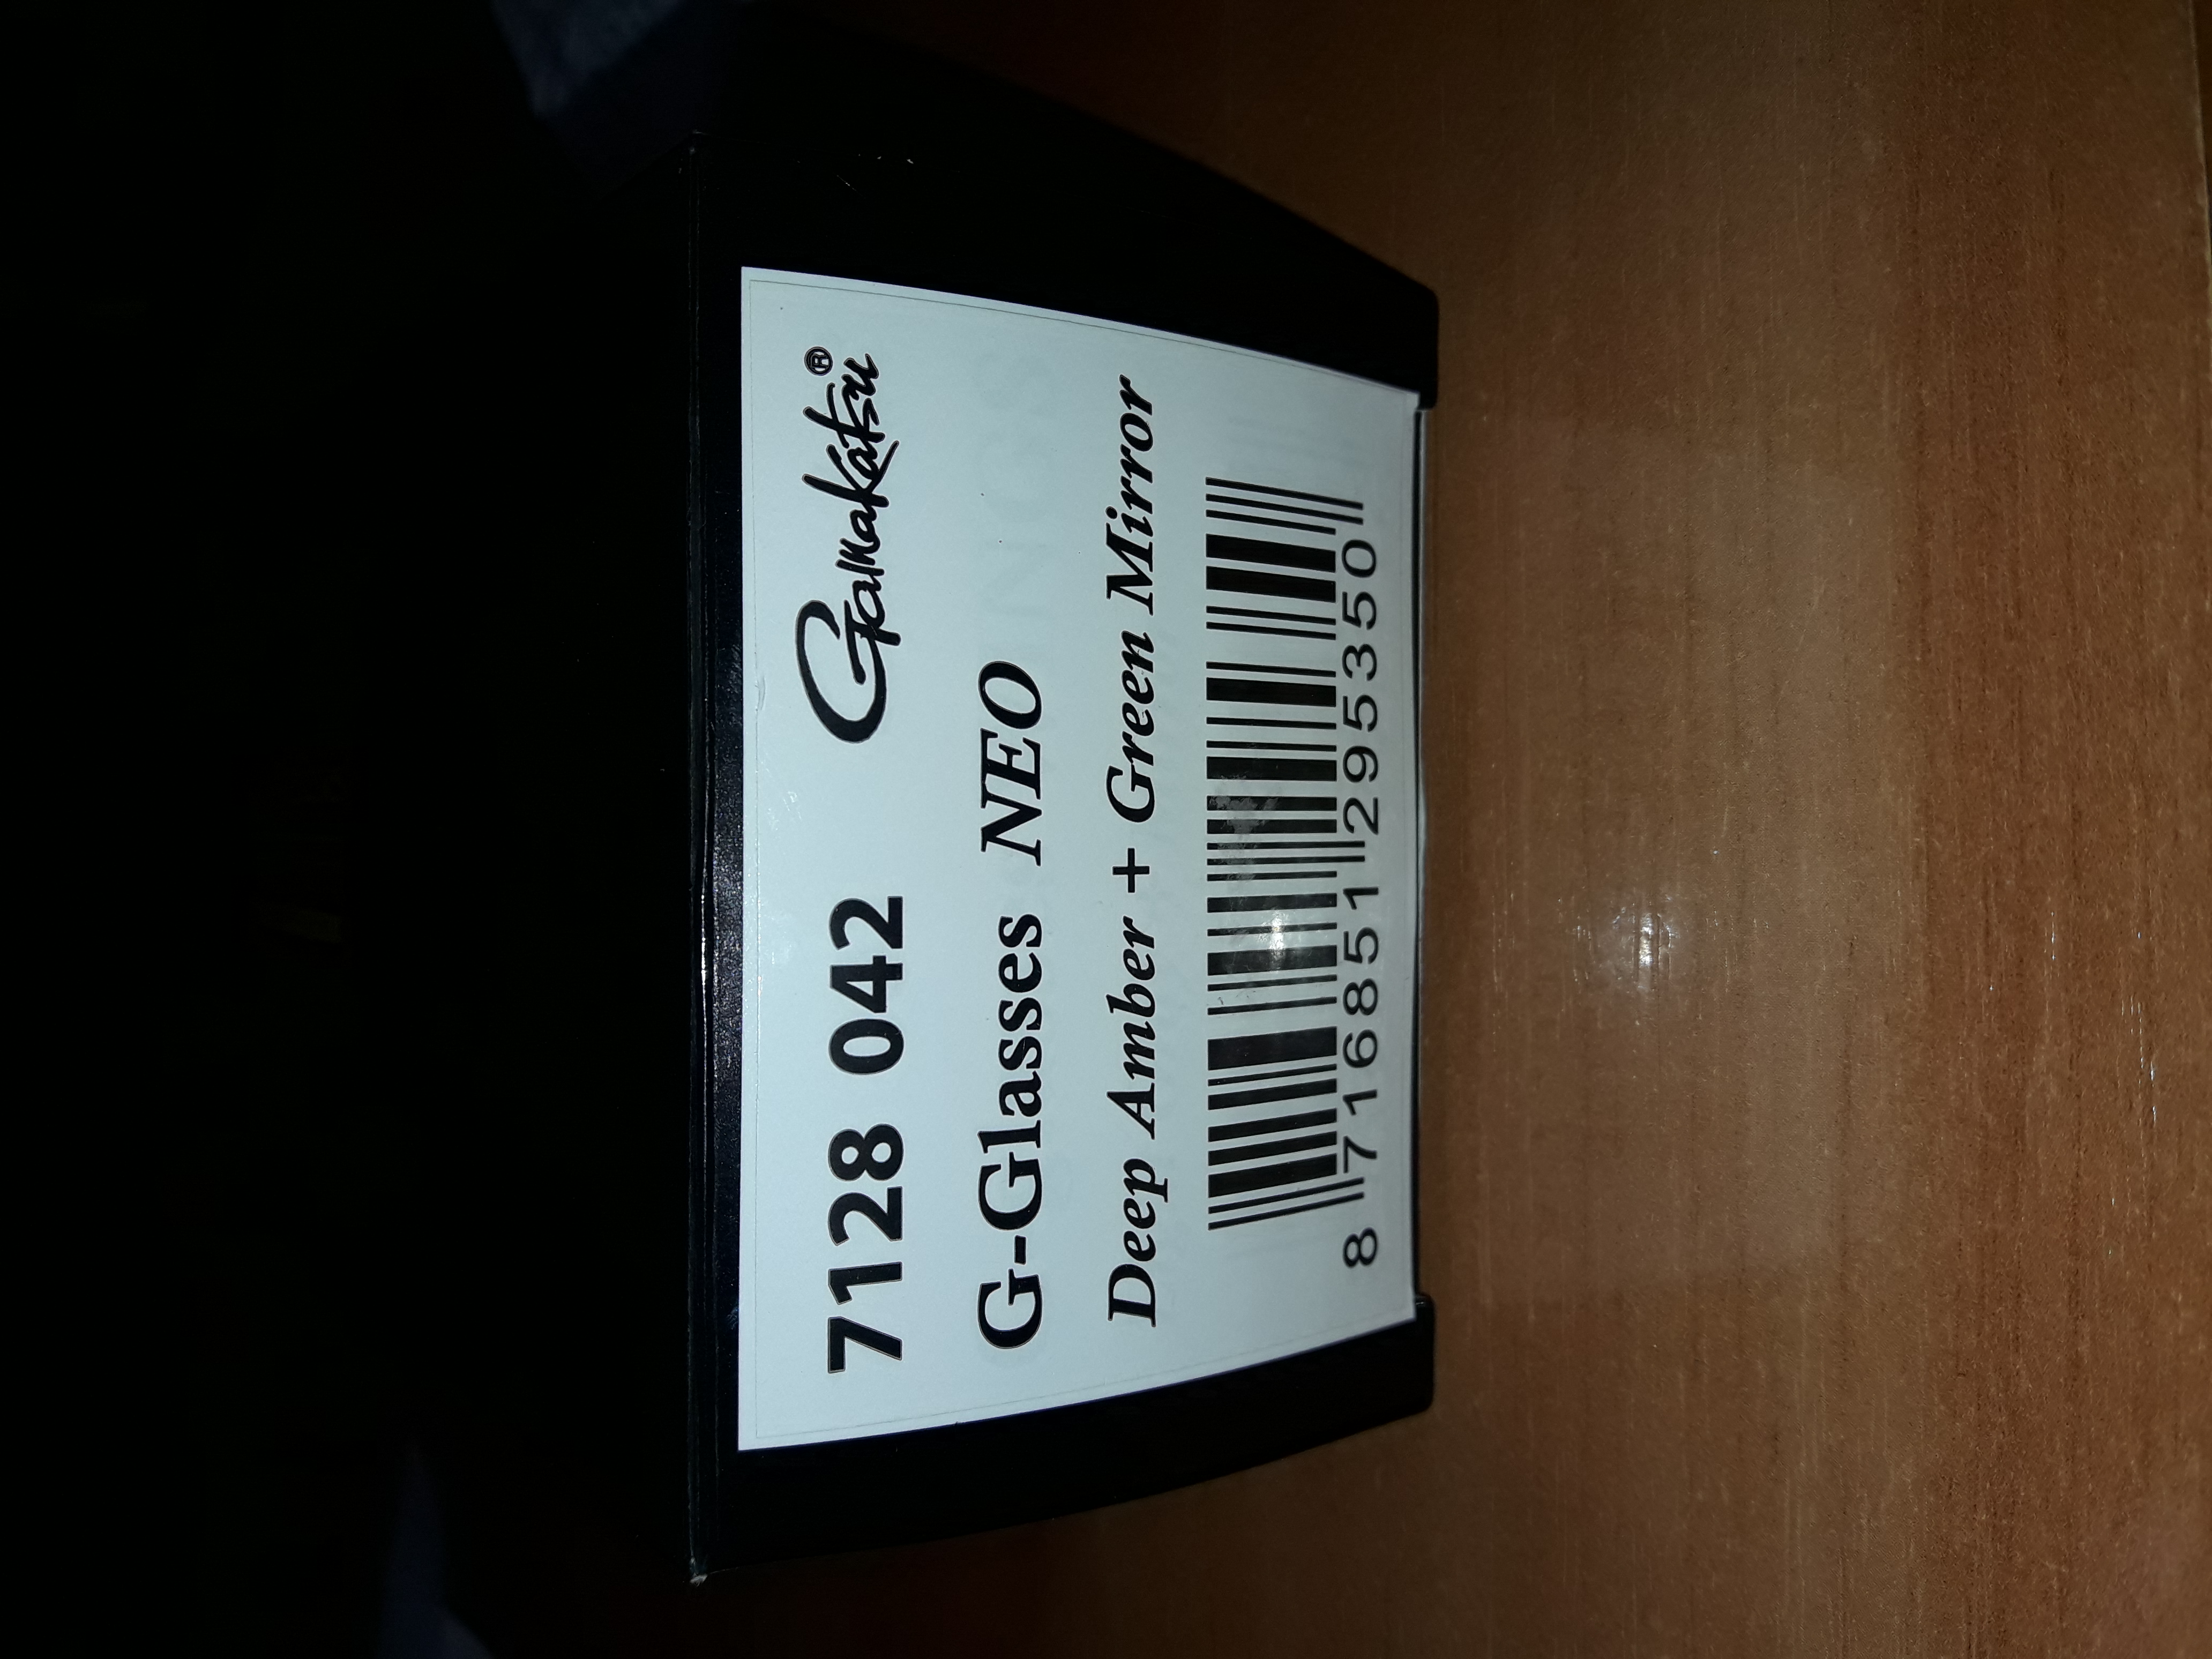 7128 042 Gamakatsu®
G-Glasses NEO
Deep Amber + Green Mirror
8 716851 295350